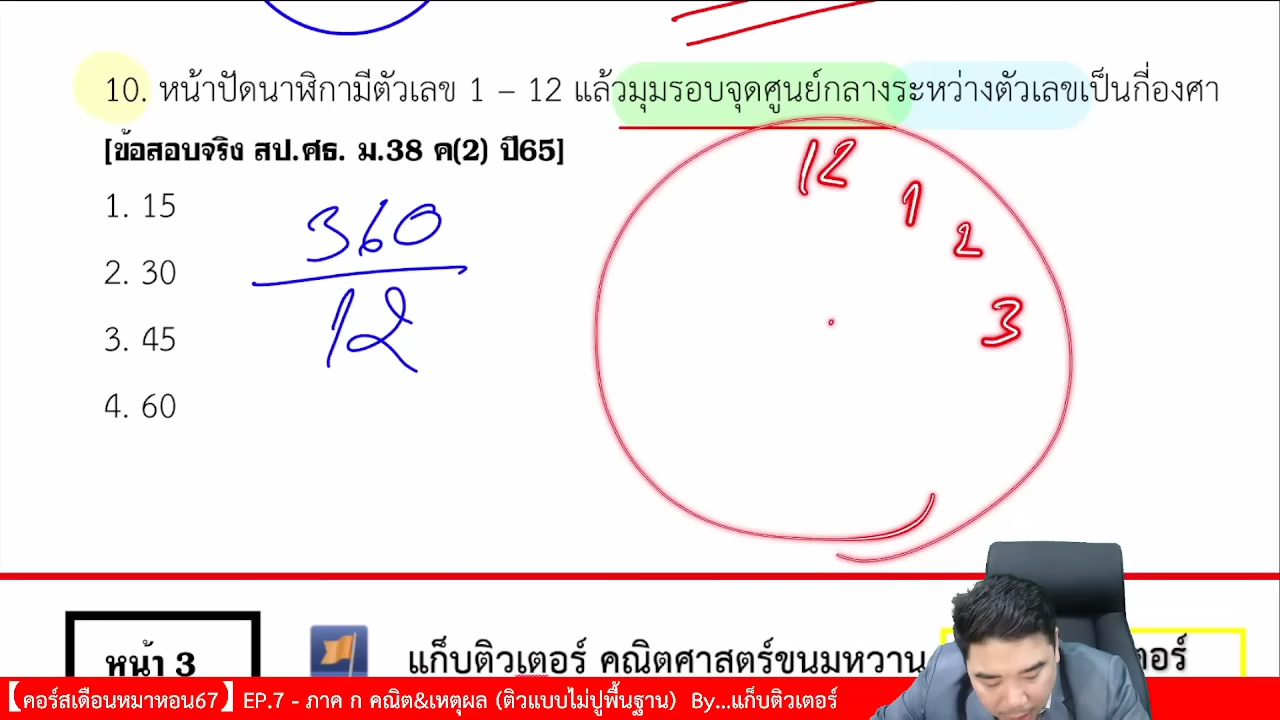 10. หน้าปัดนาฬิกามีตัวเลข 1 – 12 แล้วมุมรอบจุดศูนย์กลางระหว่างตัวเลขเป็นกี่องศา
[ข้อสอบจริง สป.ศธ. ม.38 ค(2) ปี65]
1. 15
2. 30
3. 45
4. 60
360
12
12
1
2
3
หน้า 3
แก็บติวเตอร์ คณิตศาสตร์ขนมหวาน
ตอร์
【คอร์สเดือนหมาหอน67】 EP.7 - ภาค ก คณิต&เหตุผล (ติวแบบไม่ปูพื้นฐาน) By...แก็บติวเตอร์